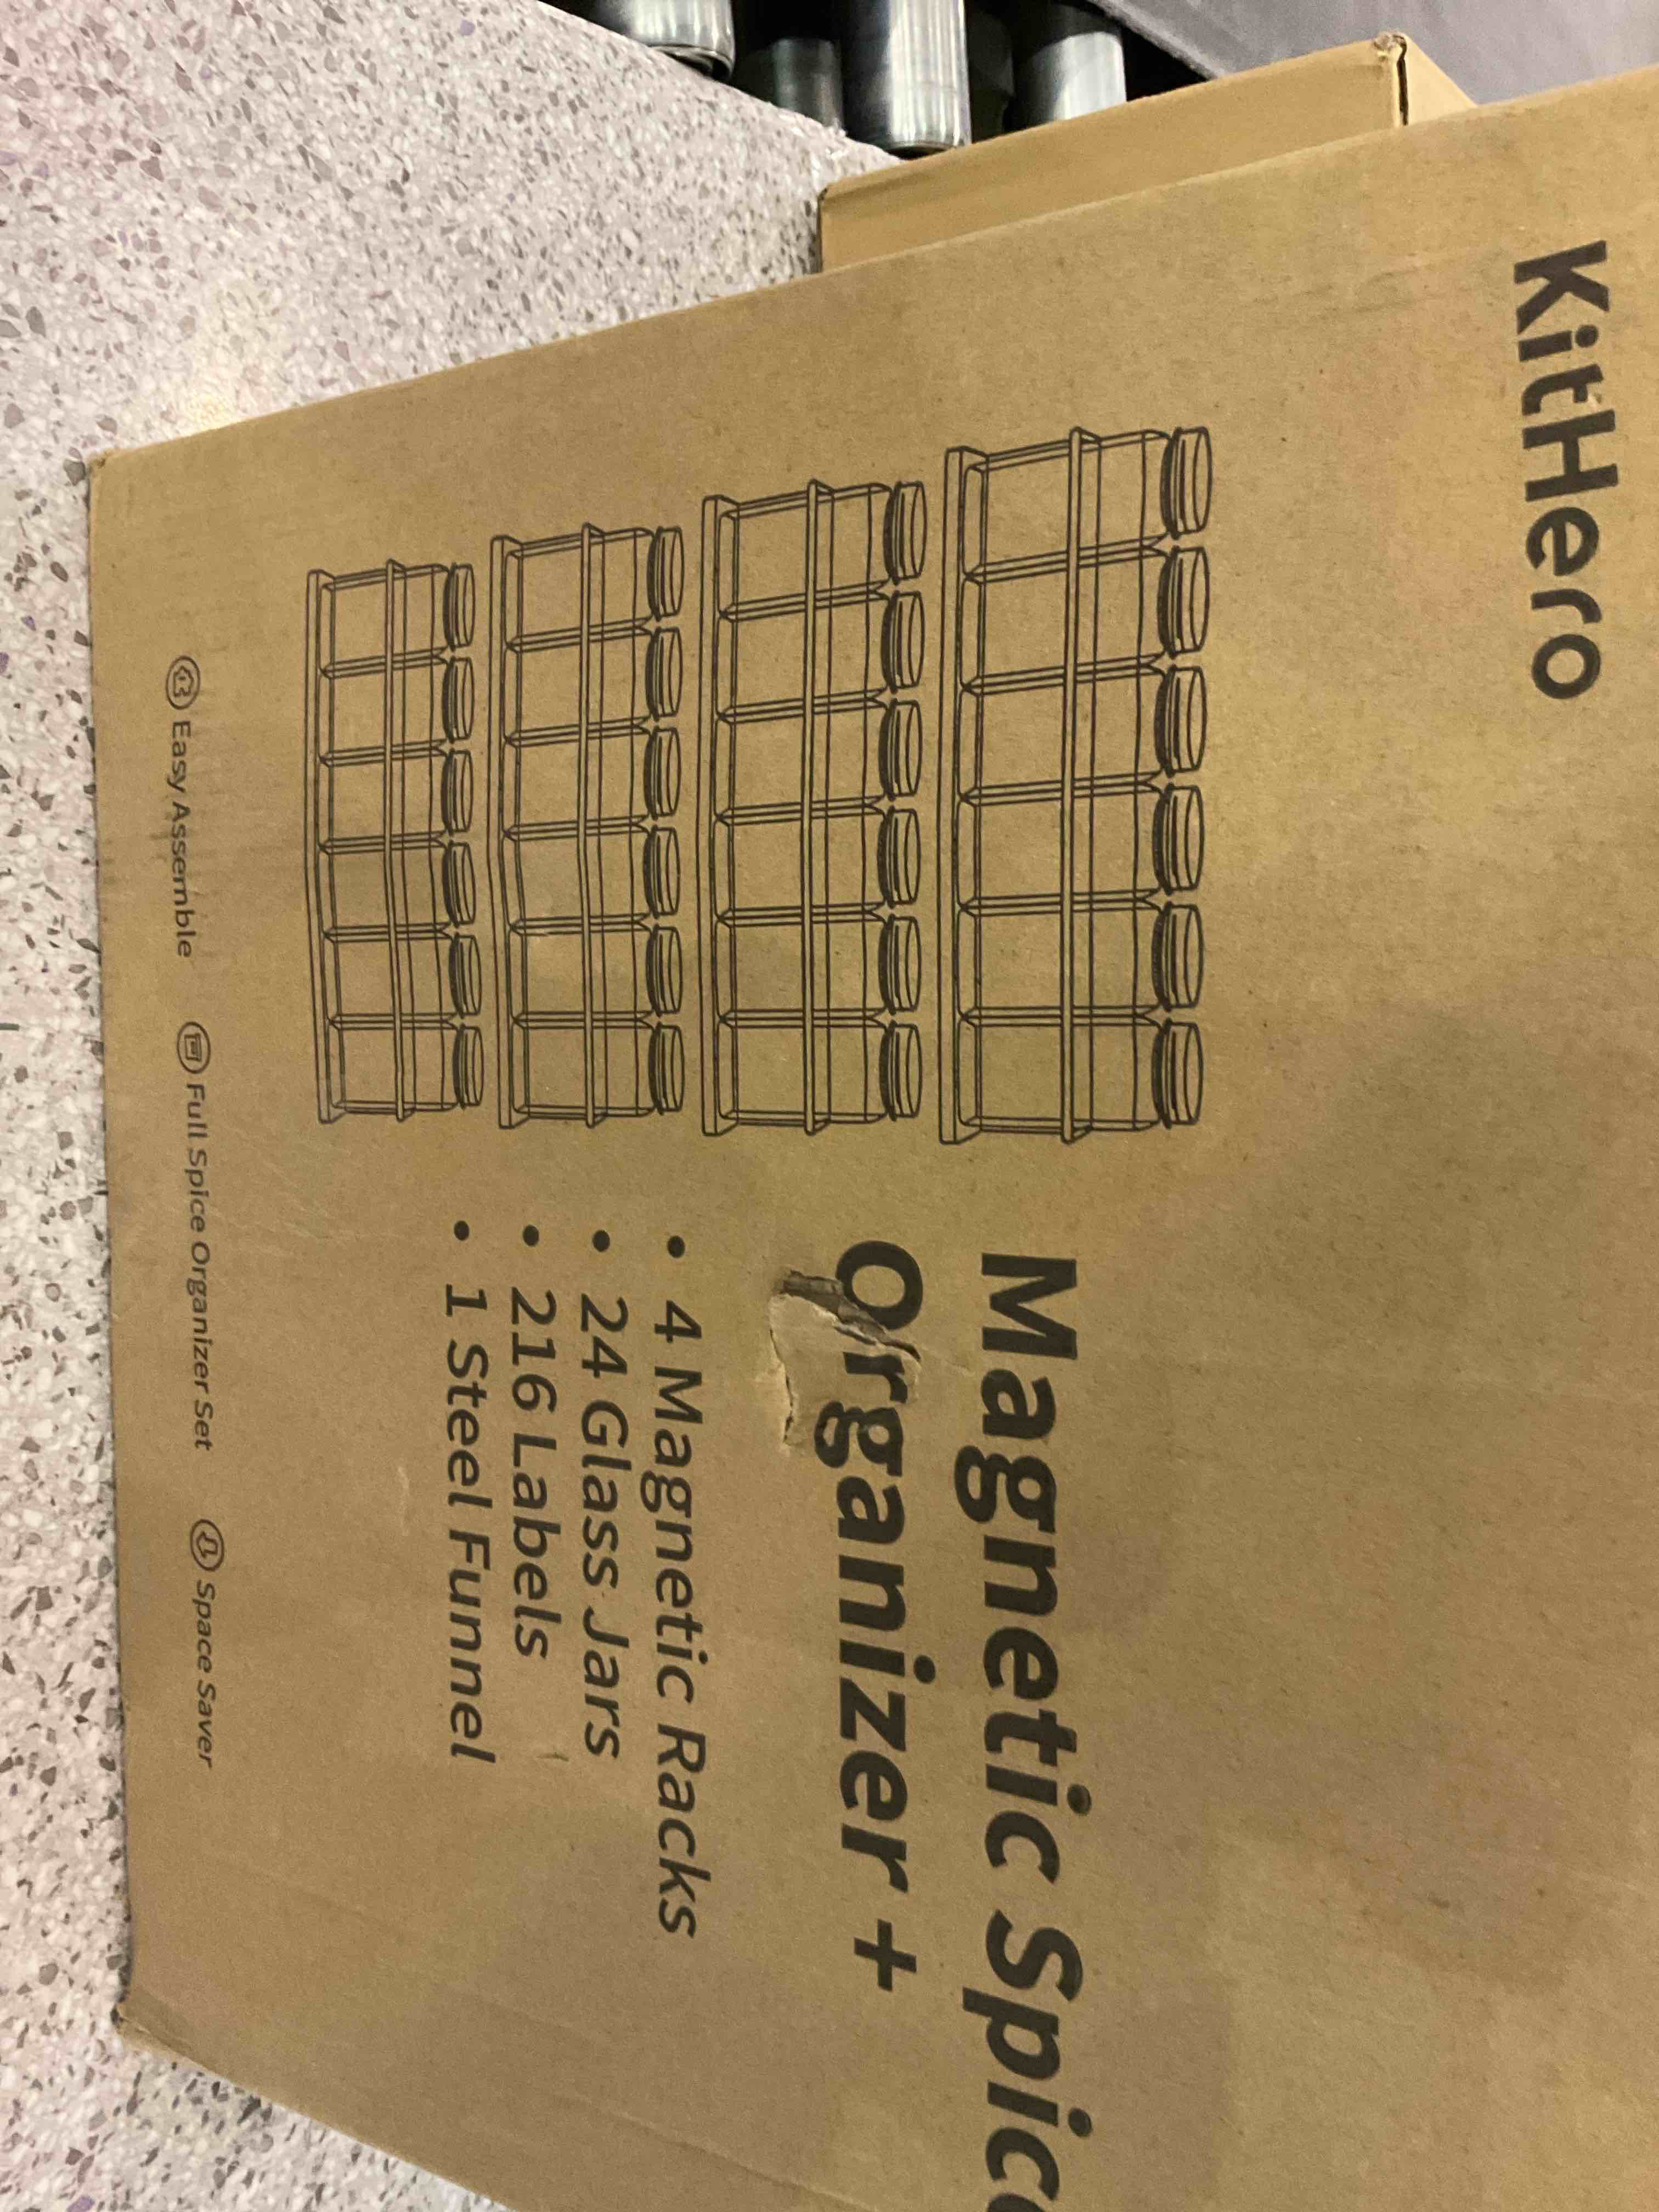 KitHero
Magnetic Spic
Organizer +
• 4 Magnetic Racks
• 24 Glass Jars
• 216 Labels
• 1 Steel Funnel
Easy Assemble Full Spice Organizer Set Space Saver